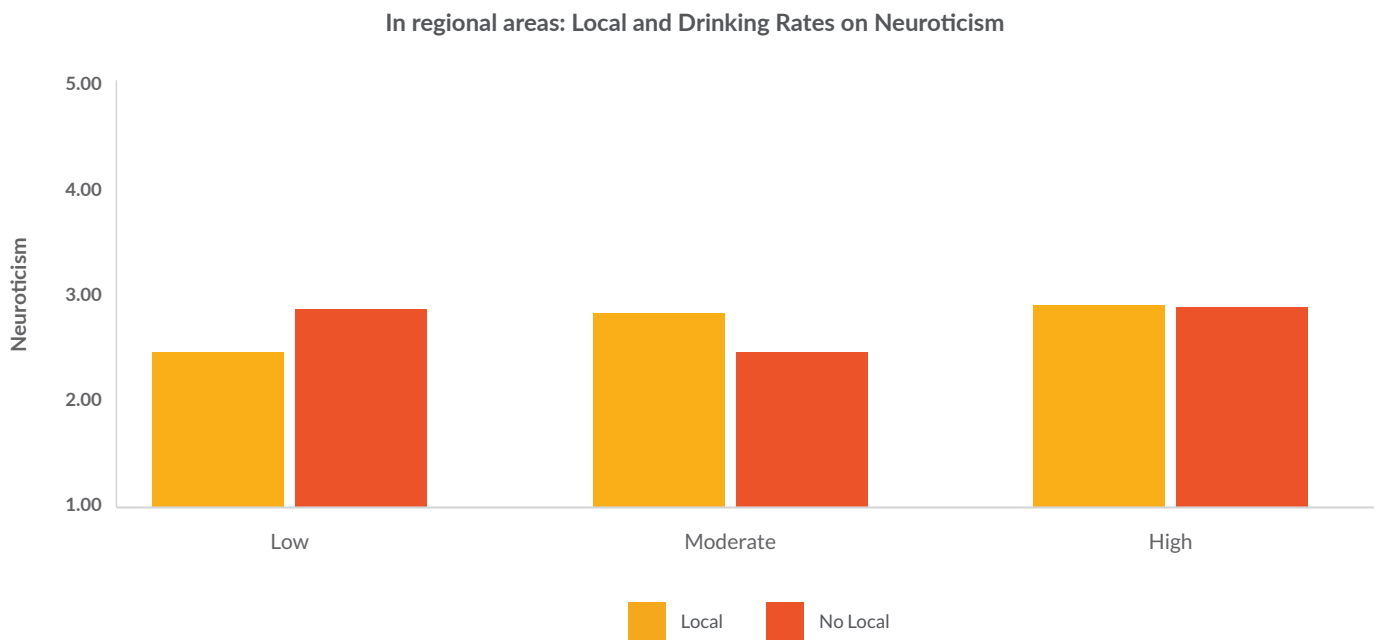 In regional areas: Local and Drinking Rates on Neuroticism
5.00
4.00
3.00
2.00
1.00
Neuroticism
Low Moderate High
Local No Local